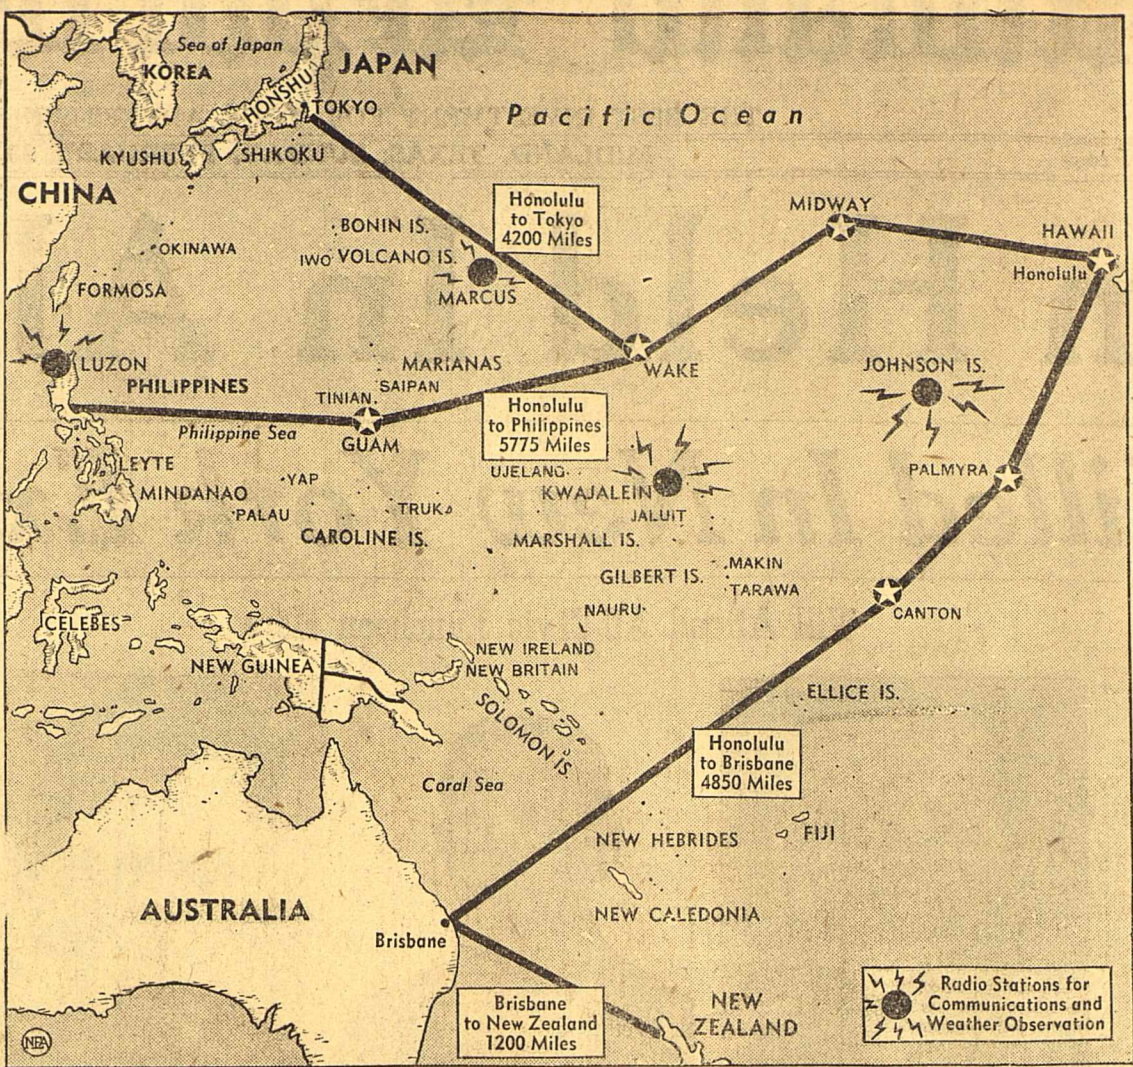 Sea of Japan
KOREA
JAPAN
HONSHU
TOKYO
Pacific Ocean
KYUSHU
SHIKOKU
CHINA
Honolulu
to Tokyo
4200 Miles
MIDWAY
HAWAII
Honolulu
BONIN IS.
OKINAWA
IWO VOLCANO IS.
MARCUS
FORMOSA
LUZON
PHILIPPINES
MARIANAS
SAIPAN
TINIAN
WAKE
JOHNSON IS.
Philippine Sea
GUAM
Honolulu
to Philippines
5775 Miles
LEYTE
YAP
UJELANG
KWAJALEIN
PALMYRA
MINDANAO
PALAU
TRUK
JALUIT
CAROLINE IS.
MARSHALL IS.
GILBERT IS.
MAKIN
TARAWA
NAURU
CANTON
CELEBES
NEW GUINEA
NEW IRELAND
NEW BRITAIN
SOLOMON IS.
ELLICE IS.
Honolulu
to Brisbane
4850 Miles
Coral Sea
NEW HEBRIDES
FIJI
AUSTRALIA
NEW CALEDONIA
Brisbane
Brisbane
to New Zealand
1200 Miles
NEW
ZEALAND
Radio Stations for
Communications and
Weather Observation
NEA